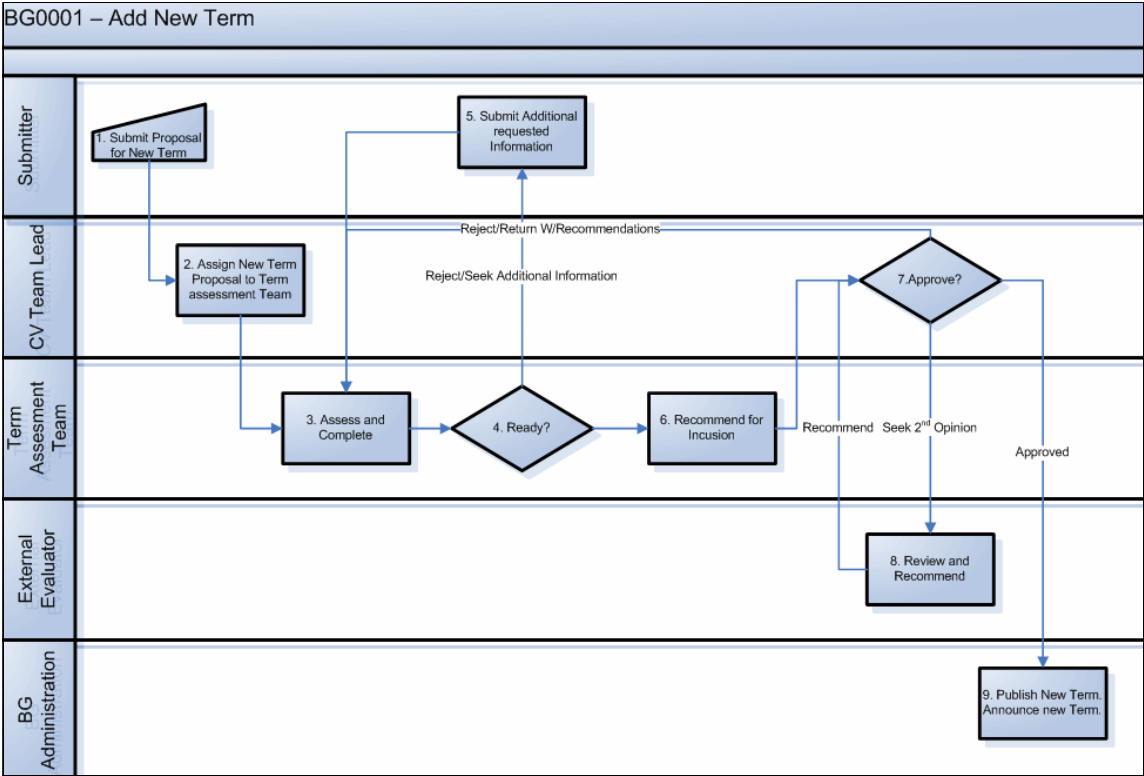 BG0001 – Add New Term
Submitter
1. Submit Proposal
for New Term
5. Submit Additional
requested
Information
CV Team Lead
2. Assign New Term
Proposal to Term
assessment Team
Reject/Return W/Recommendations
Reject/Seek Additional Information
7.Approve?
Term
Assesment
Team
3. Assess and
Complete
4. Ready?
6. Recommend for
Incusion
Recommend
Seek 2nd Opinion
Approved
External
Evaluator
8. Review and
Recommend
BG
Administration
9. Publish New Term.
Announce new Term.